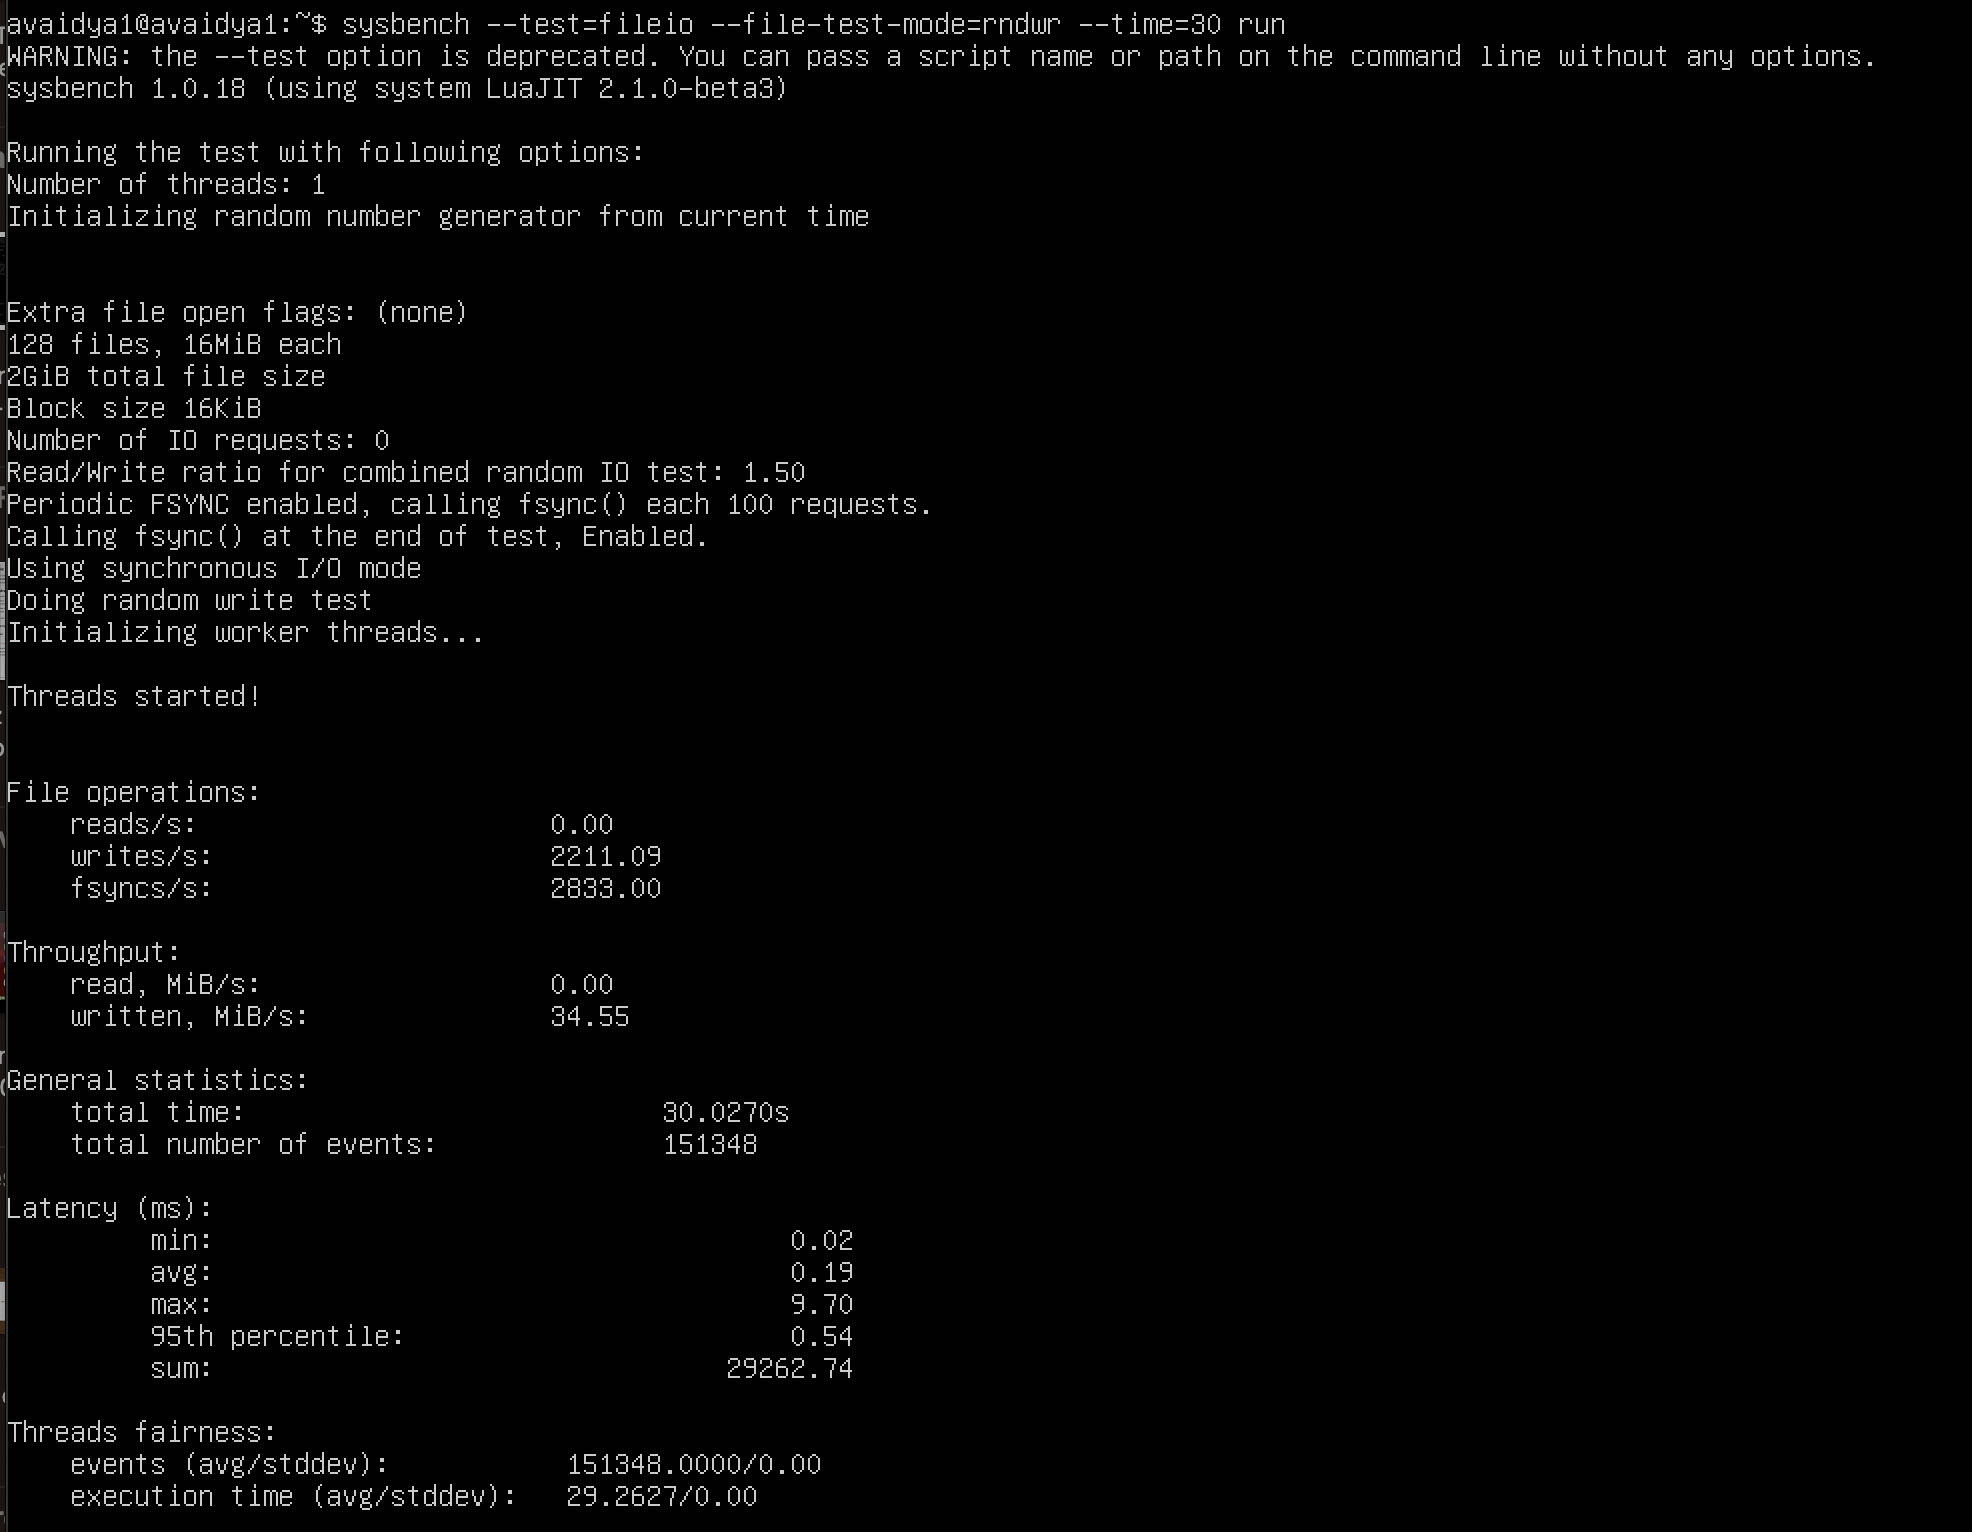 avaidya1@avaidya1:~$ sysbench --test=fileio --file-test-mode=rndwr --time=30 run
WARNING: the --test option is deprecated. You can pass a script name or path on the command line without any options.
sysbench 1.0.18 (using system LuaJIT 2.1.0-beta3)
Running the test with following options:
Number of threads: 1
Initializing random number generator from current time
Extra file open flags: (none)
128 files, 16MiB each
2GiB total file size
Block size 16KiB
Number of IO requests: 0
Read/Write ratio for combined random IO test: 1.50
Periodic FSYNC enabled, calling fsync() each 100 requests.
Calling fsync() at the end of test, Enabled.
Using synchronous I/O mode
Doing random write test
Initializing worker threads...
Threads started!
File operations:
reads/s: 0.00
writes/s: 2211.09
fsyncs/s: 2833.00
Throughput:
read, MiB/s: 0.00
written, MiB/s: 34.55
General statistics:
total time: 30.0270s
total number of events: 151348
Latency (ms):
min: 0.02
avg: 0.19
max: 9.70
95th percentile: 0.54
sum: 29262.74
Threads fairness:
events (avg/stddev): 151348.0000/0.00
execution time (avg/stddev): 29.2627/0.00